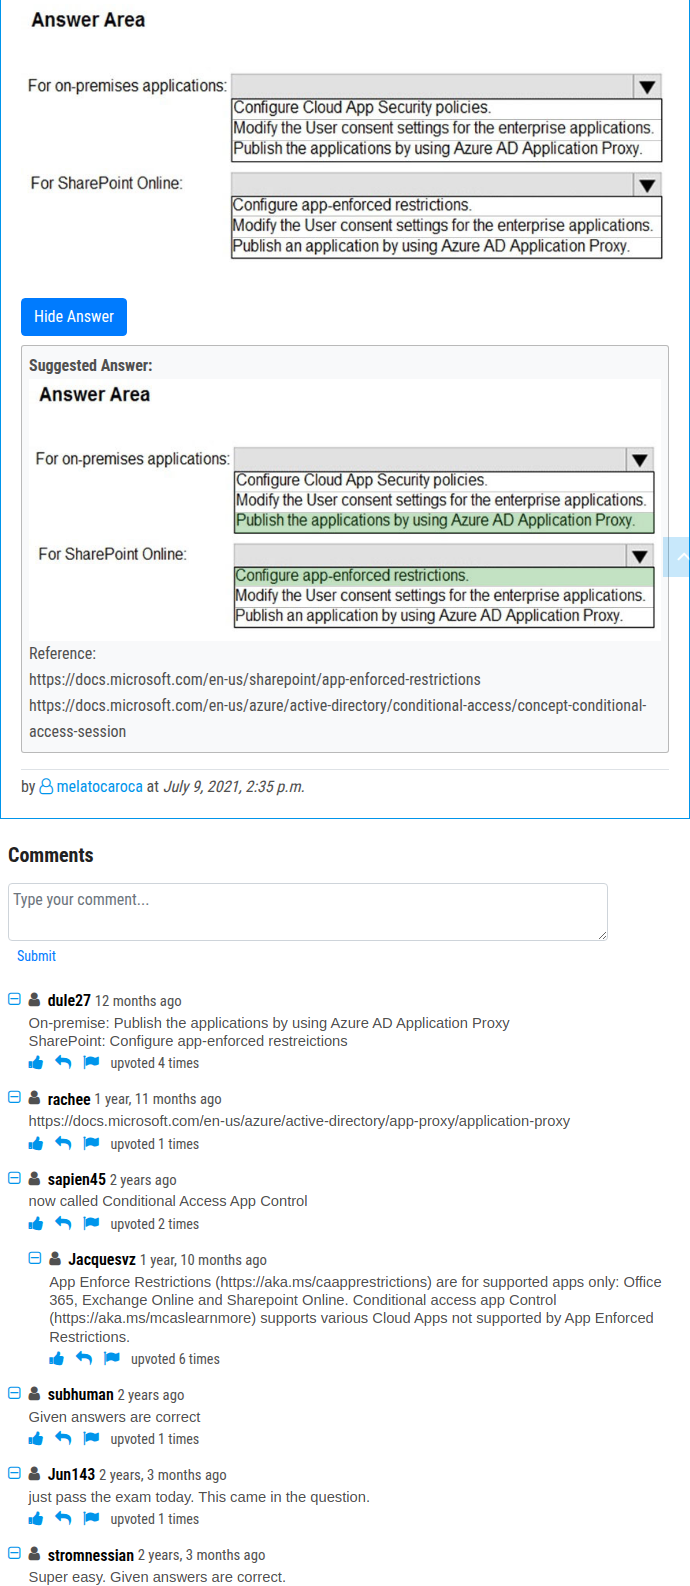 Answer Area
For on-premises applications:
Configure Cloud App Security policies.
Modify the User consent settings for the enterprise applications.
Publish the applications by using Azure AD Application Proxy.
For SharePoint Online:
Configure app-enforced restrictions.
Modify the User consent settings for the enterprise applications.
Publish an application by using Azure AD Application Proxy.
Hide Answer
Suggested Answer:
Answer Area
For on-premises applications:
Configure Cloud App Security policies.
Modify the User consent settings for the enterprise applications.
Publish the applications by using Azure AD Application Proxy.
For SharePoint Online:
Configure app-enforced restrictions.
Modify the User consent settings for the enterprise applications.
Publish an application by using Azure AD Application Proxy.
Reference:
https://docs.microsoft.com/en-us/sharepoint/app-enforced-restrictions
https://docs.microsoft.com/en-us/azure/active-directory/conditional-access/concept-conditional-
access-session
by melatocaroca at July 9, 2021, 2:35 p.m.
Comments
Type your comment...
Submit
dule27 12 months ago
On-premise: Publish the applications by using Azure AD Application Proxy
SharePoint: Configure app-enforced restreictions
upvoted 4 times
rachee 1 year, 11 months ago
https://docs.microsoft.com/en-us/azure/active-directory/app-proxy/application-proxy
upvoted 1 times
sapien45 2 years ago
now called Conditional Access App Control
upvoted 2 times
Jacquesvz 1 year, 10 months ago
App Enforce Restrictions (https://aka.ms/caapprestrictions) are for supported apps only: Office
365, Exchange Online and Sharepoint Online. Conditional access app Control
(https://aka.ms/mcaslearnmore) supports various Cloud Apps not supported by App Enforced
Restrictions.
upvoted 6 times
subhuman 2 years ago
Given answers are correct
upvoted 1 times
Jun143 2 years, 3 months ago
just pass the exam today. This came in the question.
upvoted 1 times
stromnessian 2 years, 3 months ago
Super easy. Given answers are correct.